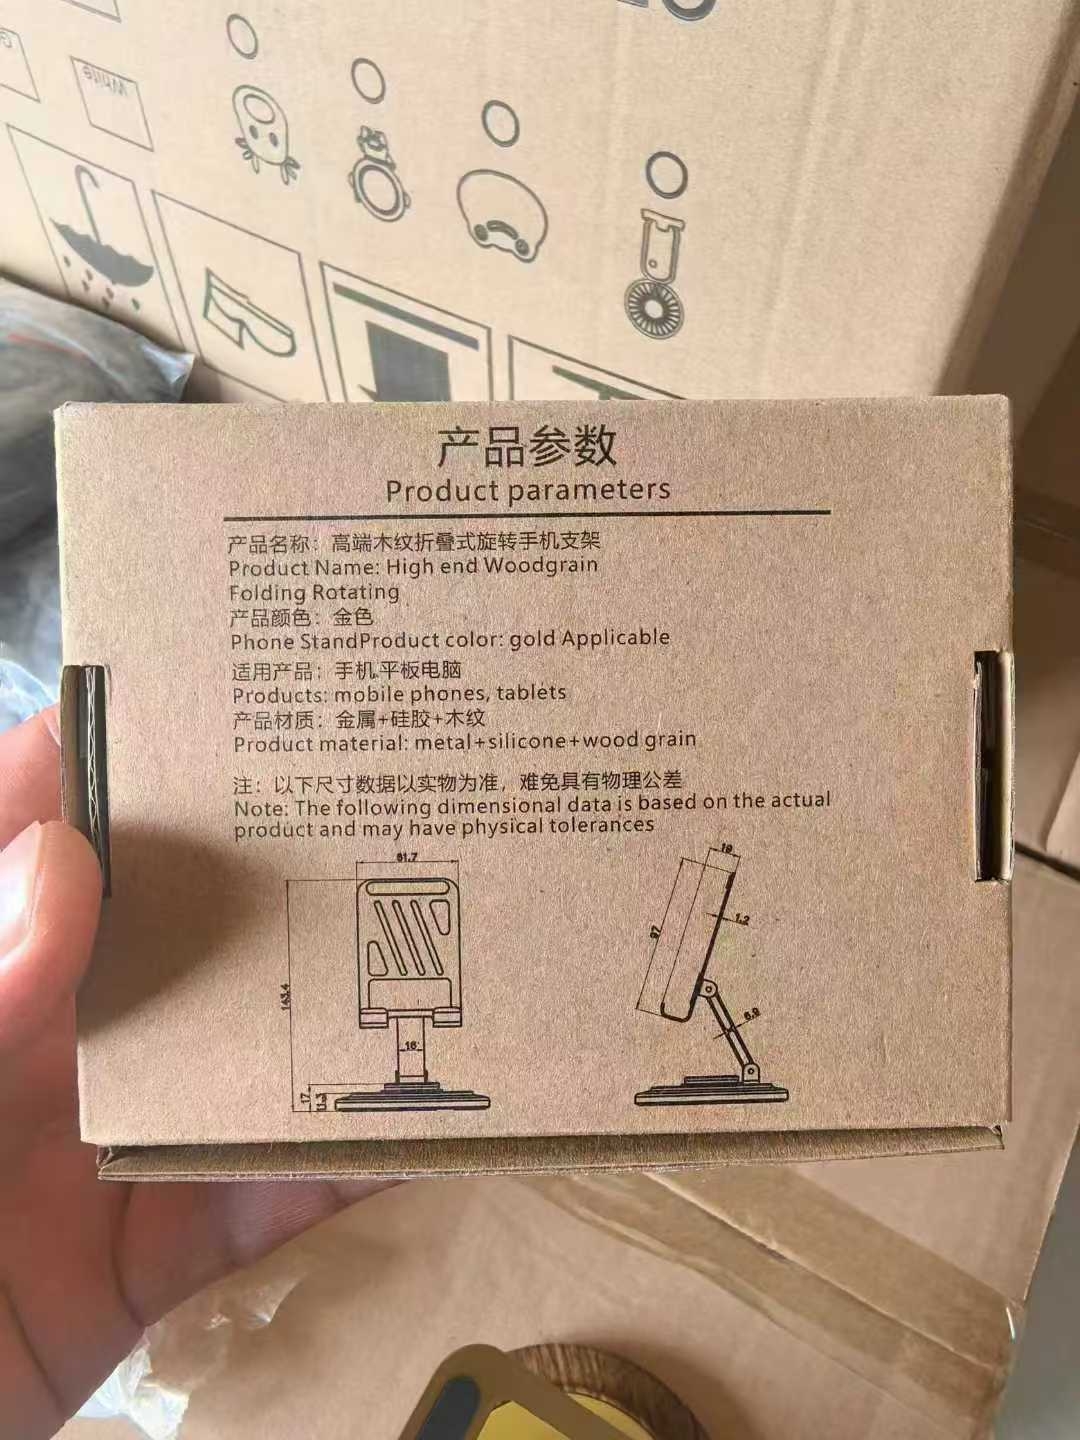 White
产品参数
Product parameters
产品名称：高端木纹折叠式旋转手机支架
Product Name: High end Woodgrain
Folding Rotating
产品颜色：金色
Phone StandProduct color: gold Applicable
适用产品：手机.平板电脑
Products: mobile phones, tablets
产品材质：金属+硅胶+木纹
Product material: metal+silicone+wood grain
注：以下尺寸数据以实物为准，难免具有物理公差
Note: The following dimensional data is based on the actual
product and may have physical tolerances
61.7
19
97
1.2
143.4
16
6.9
17